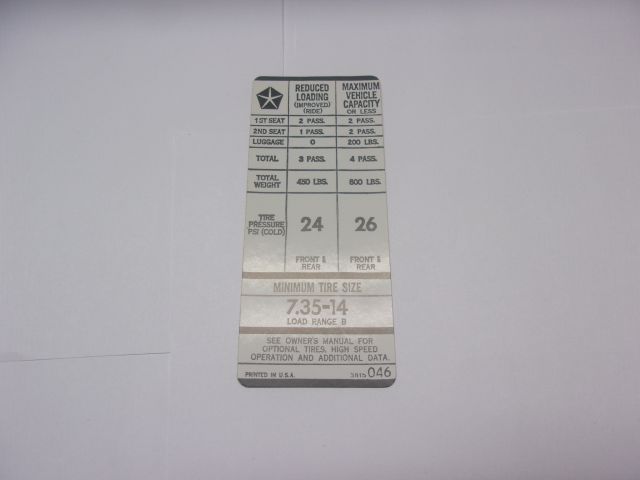 REDUCED LOADING (IMPROVED) (RIDE) MAXIMUM VEHICLE CAPACITY OR LESS
1ST SEAT 2 PASS. 2 PASS.
2ND SEAT 1 PASS. 2 PASS.
LUGGAGE 0 200 LBS.
TOTAL 3 PASS. 4 PASS.
TOTAL WEIGHT 450 LBS. 800 LBS.
TIRE PRESSURE PSI (COLD) 24 26
FRONT & REAR FRONT & REAR
MINIMUM TIRE SIZE
7.35-14
LOAD RANGE B
SEE OWNER'S MANUAL FOR
OPTIONAL TIRES, HIGH SPEED
OPERATION AND ADDITIONAL DATA.
PRINTED IN U.S.A. 3815046